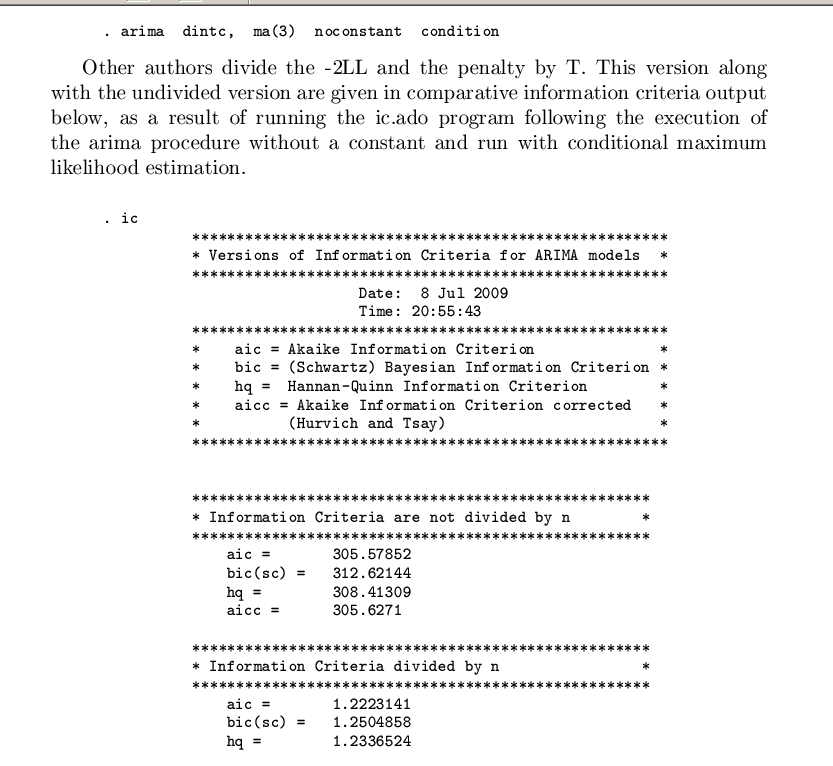 . arima dintc, ma(3) noconstant condition
Other authors divide the -2LL and the penalty by T. This version along
with the undivided version are given in comparative information criteria output
below, as a result of running the ic.ado program following the execution of
the arima procedure without a constant and run with conditional maximum
likelihood estimation.
. ic
******************************************************
* Versions of Information Criteria for ARIMA models *
******************************************************
Date: 8 Jul 2009
Time: 20:55:43
******************************************************
* aic = Akaike Information Criterion *
* bic = (Schwartz) Bayesian Information Criterion *
* hq = Hannan-Quinn Information Criterion *
* aicc = Akaike Information Criterion corrected *
* (Hurvich and Tsay) *
******************************************************
****************************************************
* Information Criteria are not divided by n *
****************************************************
aic = 305.57852
bic(sc) = 312.62144
hq = 308.41309
aicc = 305.6271
****************************************************
* Information Criteria divided by n *
****************************************************
aic = 1.2223141
bic(sc) = 1.2504858
hq = 1.2336524